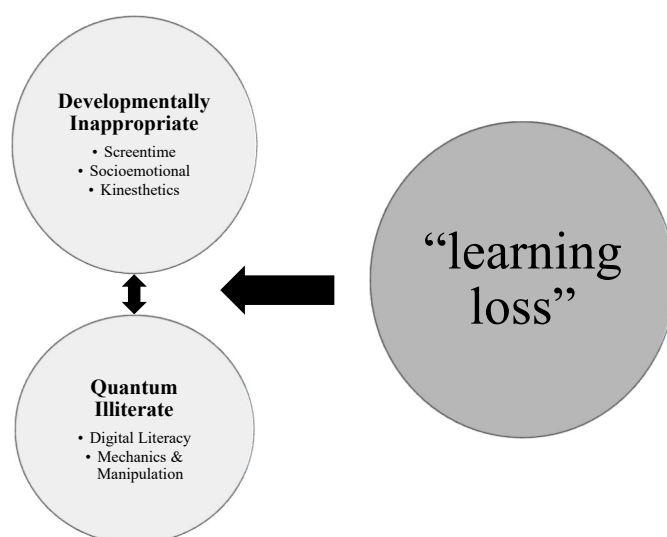 Developmentally
Inappropriate
• Screentime
• Socioemotional
• Kinesthetics
“learning
loss”
Quantum
Illiterate
• Digital Literacy
• Mechanics &
Manipulation